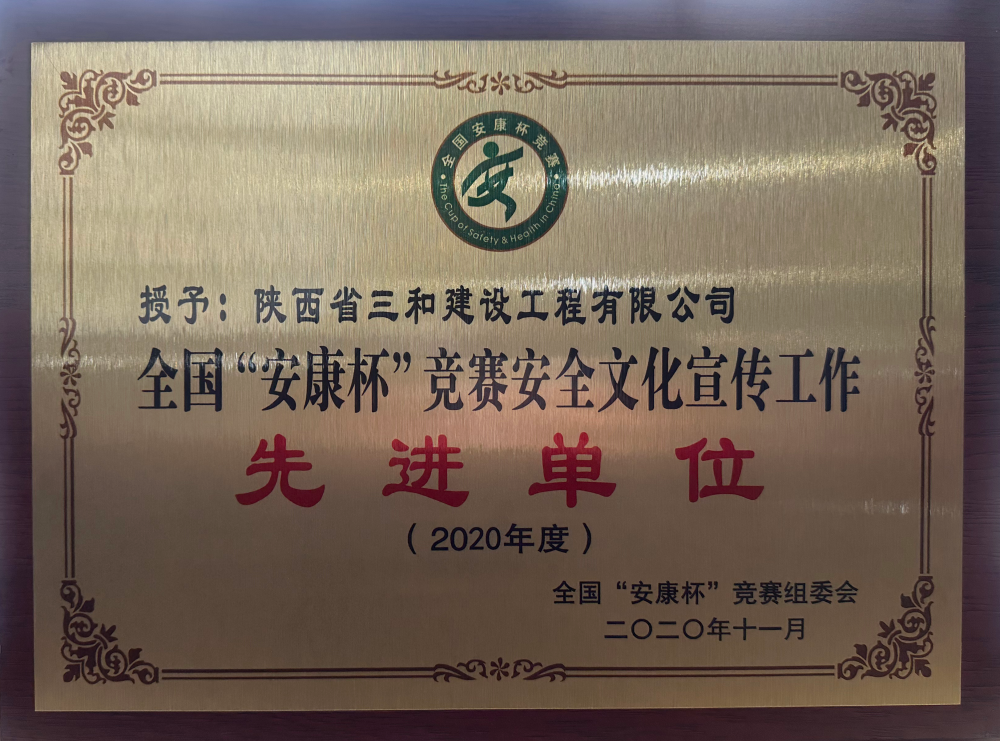 全国安康杯竞赛
安
The Cup of Safety & Health in China
授予：陕西省三和建设工程有限公司
全国“安康杯”竞赛安全文化宣传工作
先进单位
（2020年度）
全国“安康杯”竞赛组委会
二〇二〇年十一月